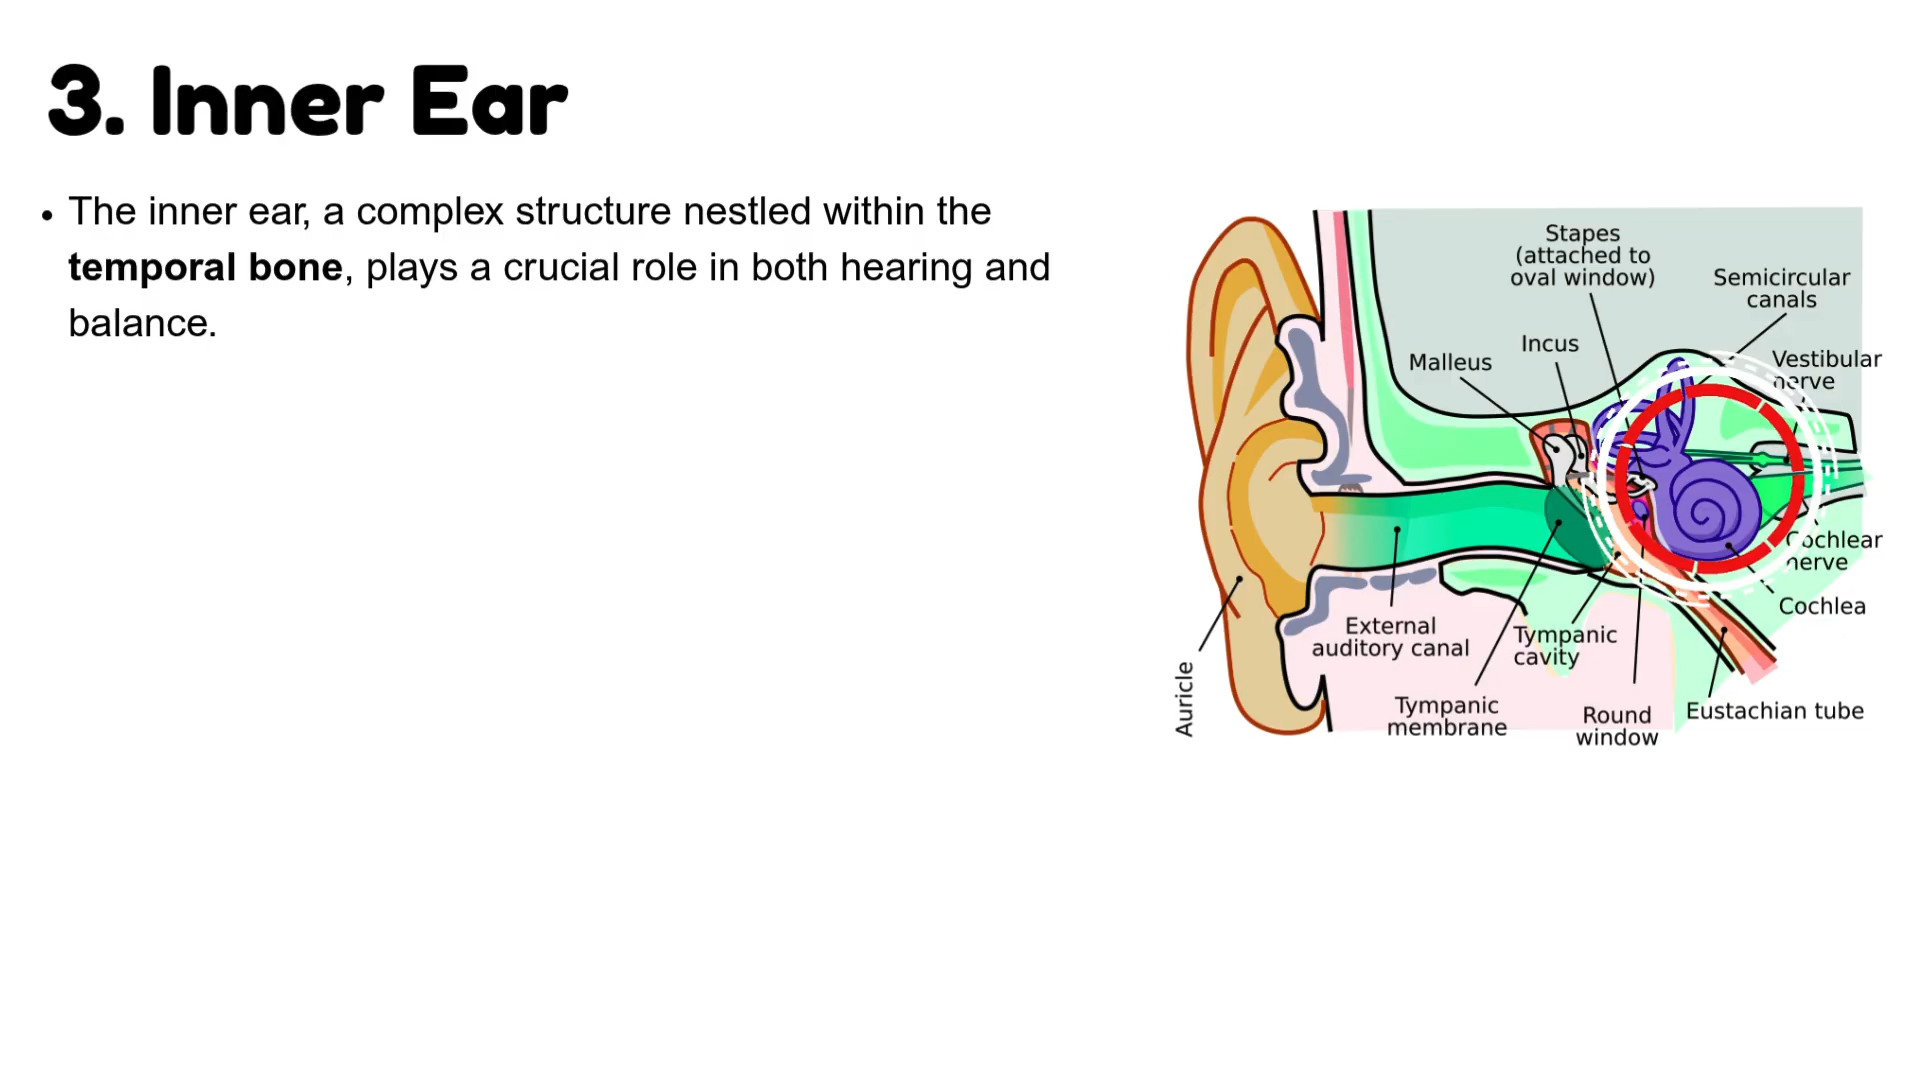 3. Inner Ear
• The inner ear, a complex structure nestled within the
temporal bone, plays a crucial role in both hearing and
balance.
Stapes
(attached to
oval window)
Semicircular
canals
Incus
Malleus
Vestibular
nerve
Cochlear
nerve
Cochlea
External
auditory canal
Tympanic
cavity
Auricle
Tympanic
membrane
Round
window
Eustachian tube